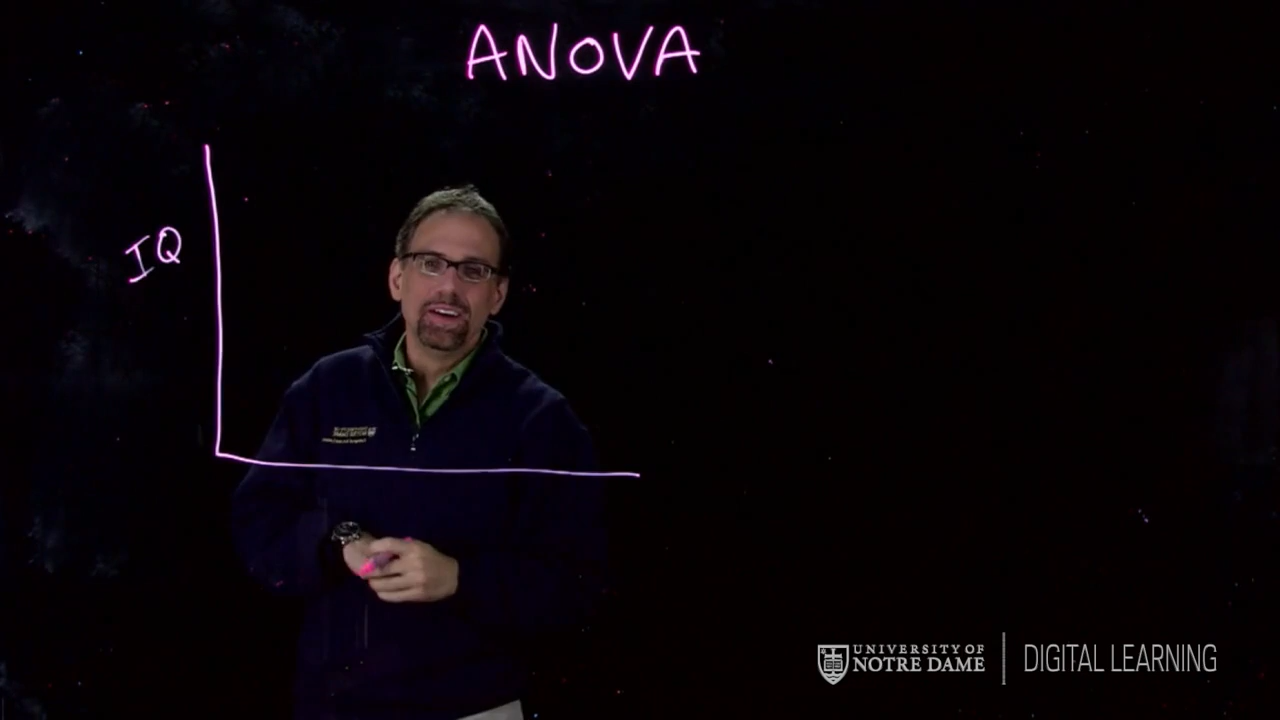 ANOVA
IQ
UNIVERSITY OF
NOTRE DAME
DIGITAL LEARNING